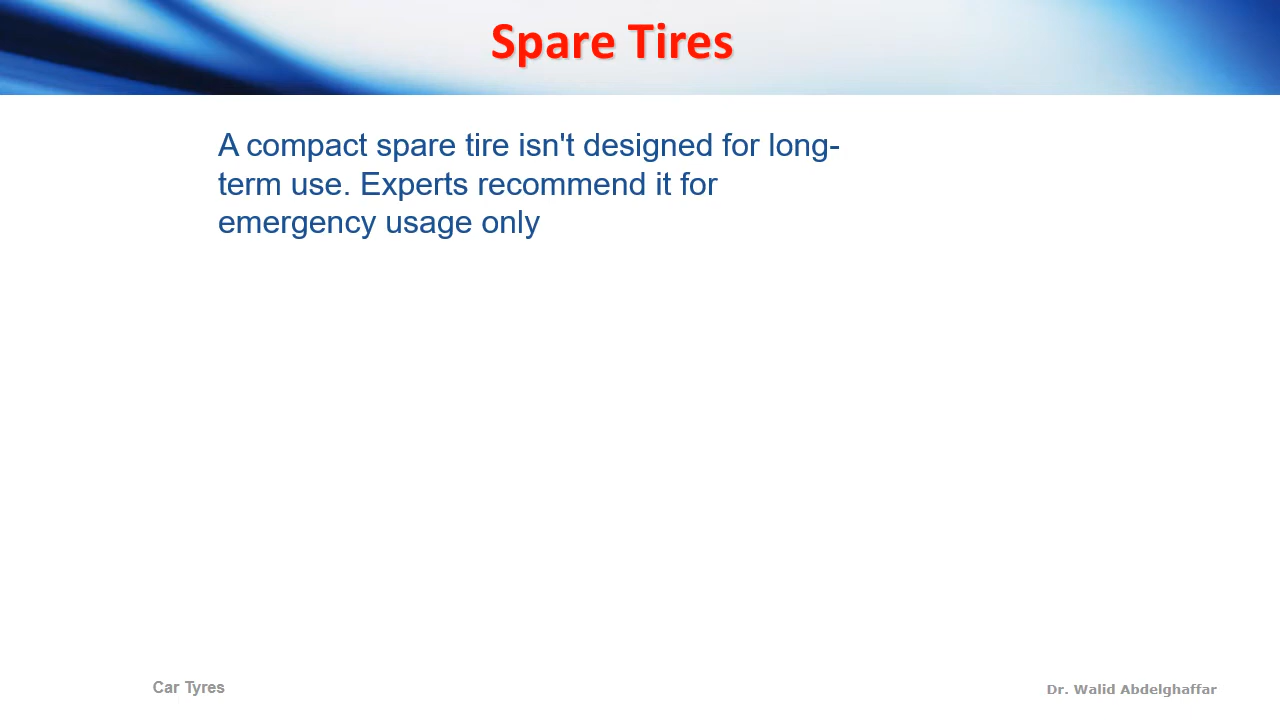 Spare Tires
A compact spare tire isn't designed for long-
term use. Experts recommend it for
emergency usage only
Car Tyres
Dr. Walid Abdelghaffar